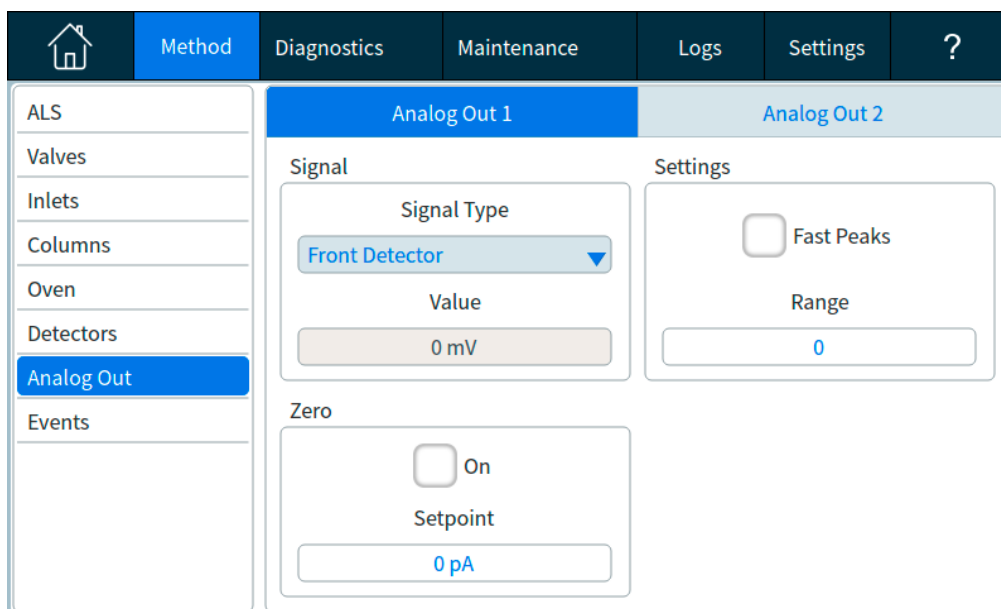 Method Diagnostics Maintenance Logs Settings ?
ALS
Valves
Inlets
Columns
Oven
Detectors
Analog Out
Events
Analog Out 1 Analog Out 2
Signal
Signal Type
Front Detector
Value
0 mV
Settings
Fast Peaks
Range
0
Zero
On
Setpoint
0 pA